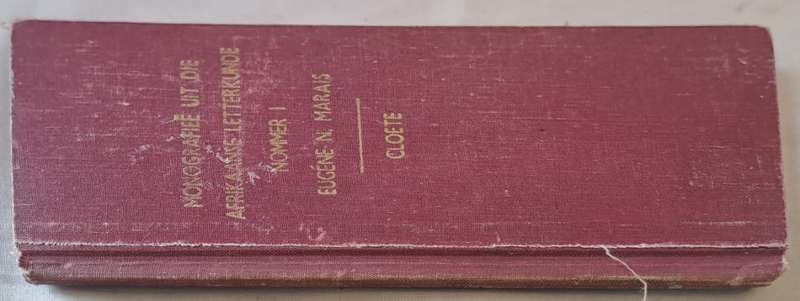 MONOGRAFIEË UIT DIE
AFRIKAANSE LETTERKUNDE
NOMMER I
EUGÈNE N. MARAIS
CLOETE